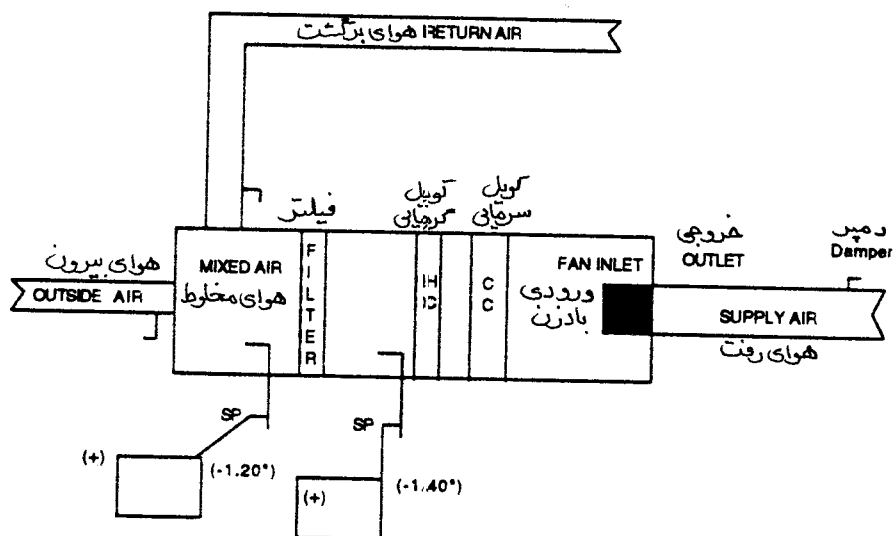 هوای برگشت RETURN AIR
فیلتر
کویل
گرمایی
کویل
سرمایی
خروجی
OUTLET
دمپر
Damper
هوای بیرون
OUTSIDE AIR
MIXED AIR
هوای مخلوط
FILTER
HC
CC
FAN INLET
ورودی
بادزن
SUPPLY AIR
هوای رفت
SP
(+)
(-1.20")
SP
(+)
(-1.40")